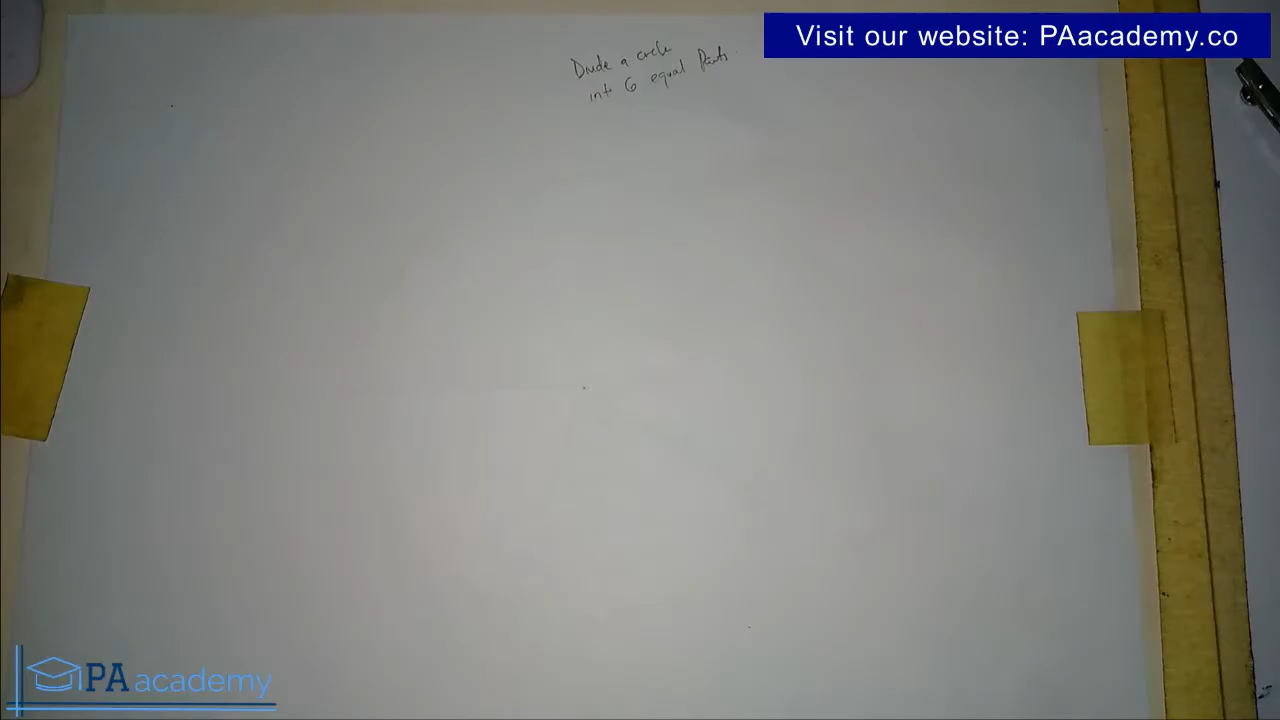 Visit our website: PAacademy.co
Divide a circle
into 6 equal Parts.
PA academy